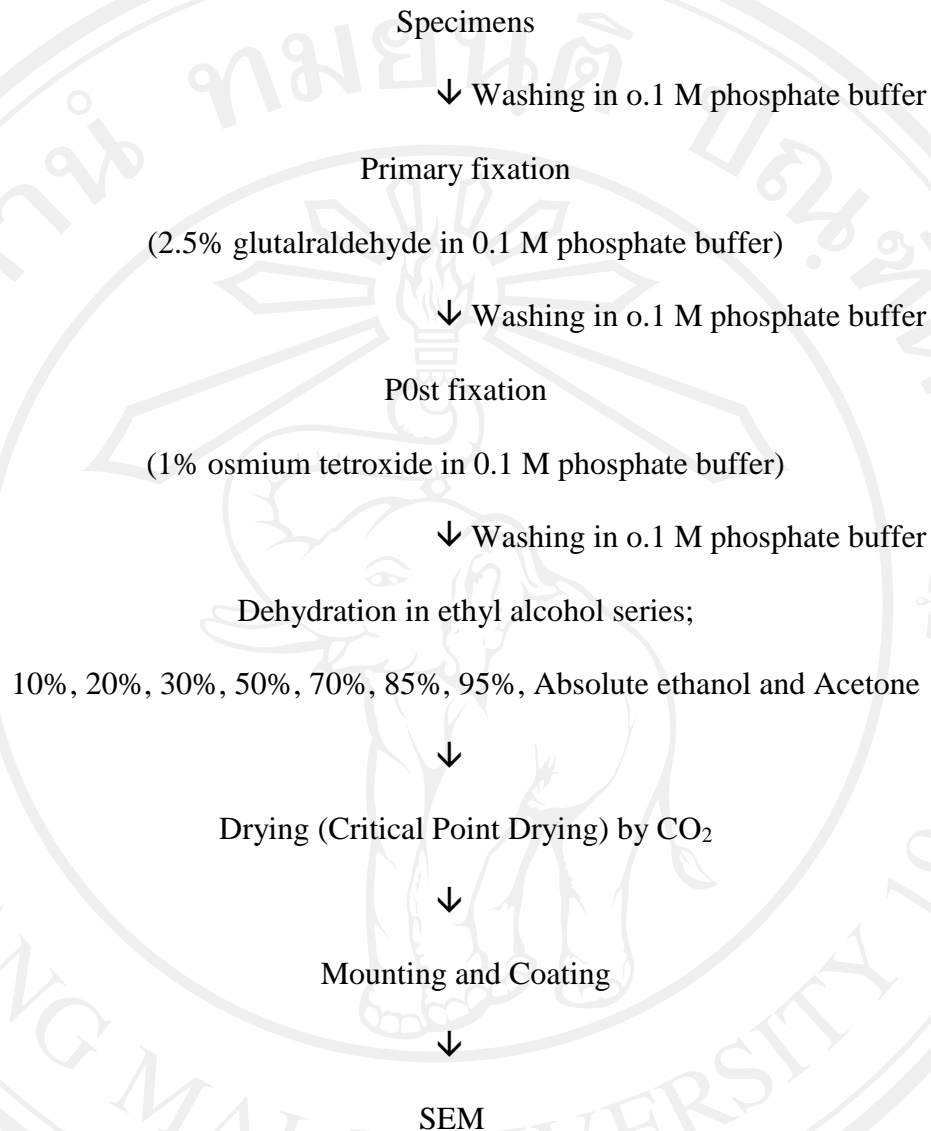 Specimens
↓ Washing in o.1 M phosphate buffer
Primary fixation
(2.5% glutalraldehyde in 0.1 M phosphate buffer)
↓ Washing in o.1 M phosphate buffer
P0st fixation
(1% osmium tetroxide in 0.1 M phosphate buffer)
↓ Washing in o.1 M phosphate buffer
Dehydration in ethyl alcohol series;
10%, 20%, 30%, 50%, 70%, 85%, 95%, Absolute ethanol and Acetone
↓
Drying (Critical Point Drying) by CO₂
↓
Mounting and Coating
↓
SEM